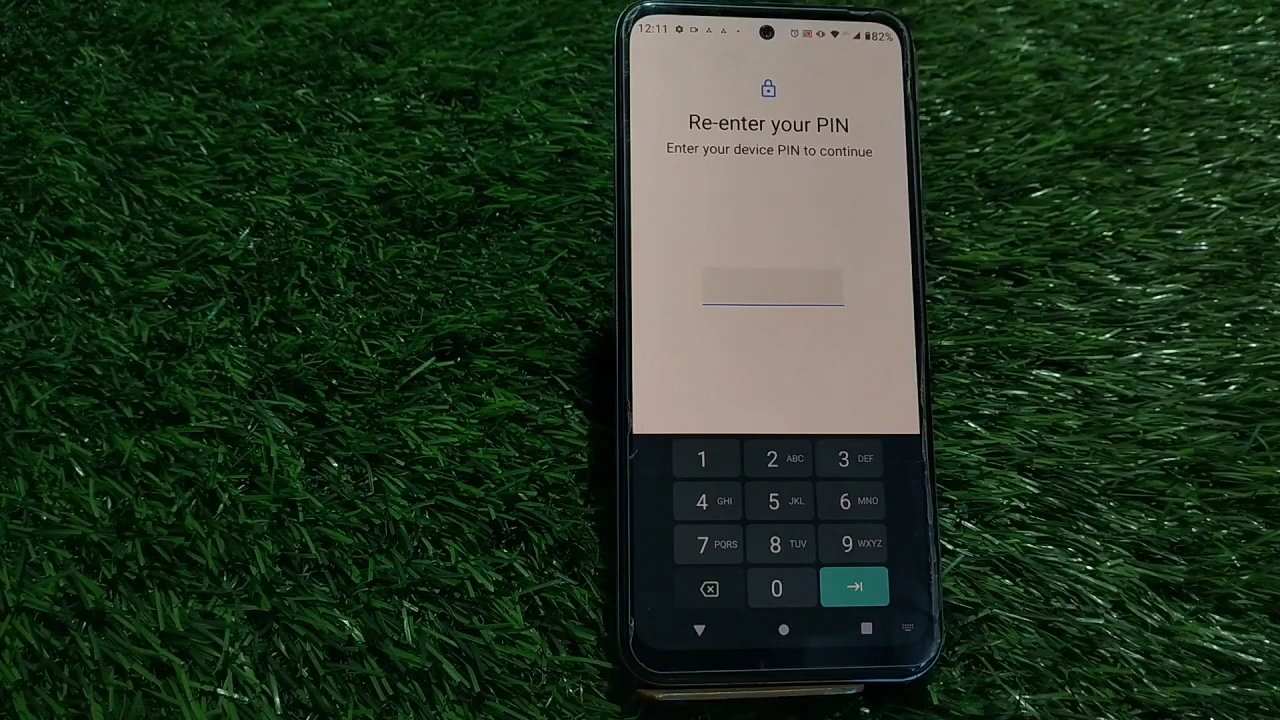 12:11 82%
Re-enter your PIN
Enter your device PIN to continue
1 2 ABC 3 DEF
4 GHI 5 JKL 6 MNO
7 PQRS 8 TUV 9 WXYZ
0